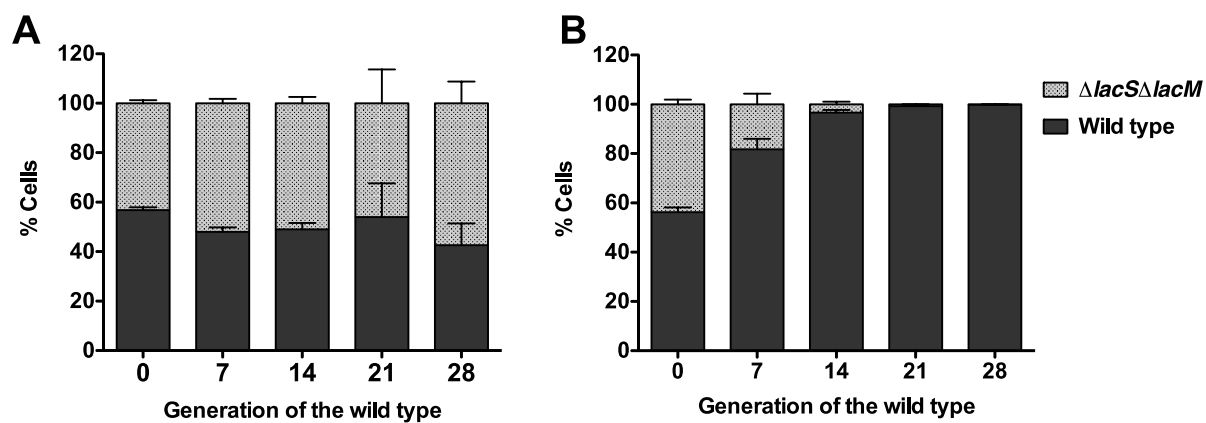 A
120
100
80
60
40
20
0
% Cells
0 7 14 21 28
Generation of the wild type
B
120
100
80
60
40
20
0
% Cells
0 7 14 21 28
Generation of the wild type
ΔlacSΔlacM
Wild type